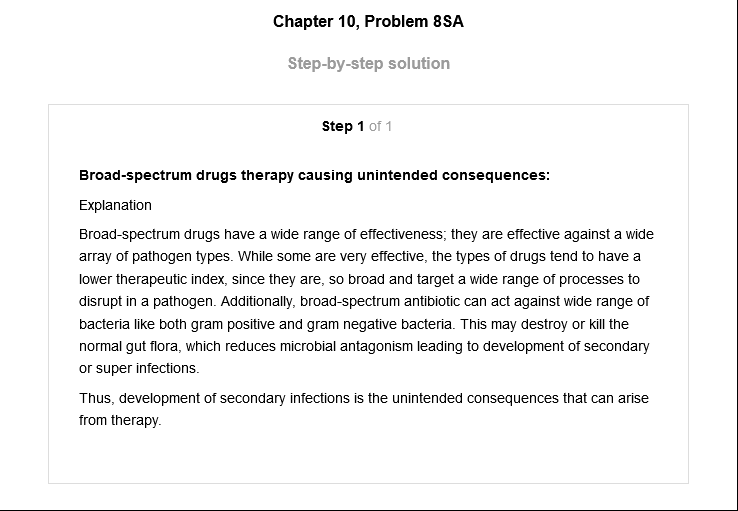 Chapter 10, Problem 8SA
Step-by-step solution
Step 1 of 1
Broad-spectrum drugs therapy causing unintended consequences:
Explanation
Broad-spectrum drugs have a wide range of effectiveness; they are effective against a wide
array of pathogen types. While some are very effective, the types of drugs tend to have a
lower therapeutic index, since they are, so broad and target a wide range of processes to
disrupt in a pathogen. Additionally, broad-spectrum antibiotic can act against wide range of
bacteria like both gram positive and gram negative bacteria. This may destroy or kill the
normal gut flora, which reduces microbial antagonism leading to development of secondary
or super infections.
Thus, development of secondary infections is the unintended consequences that can arise
from therapy.